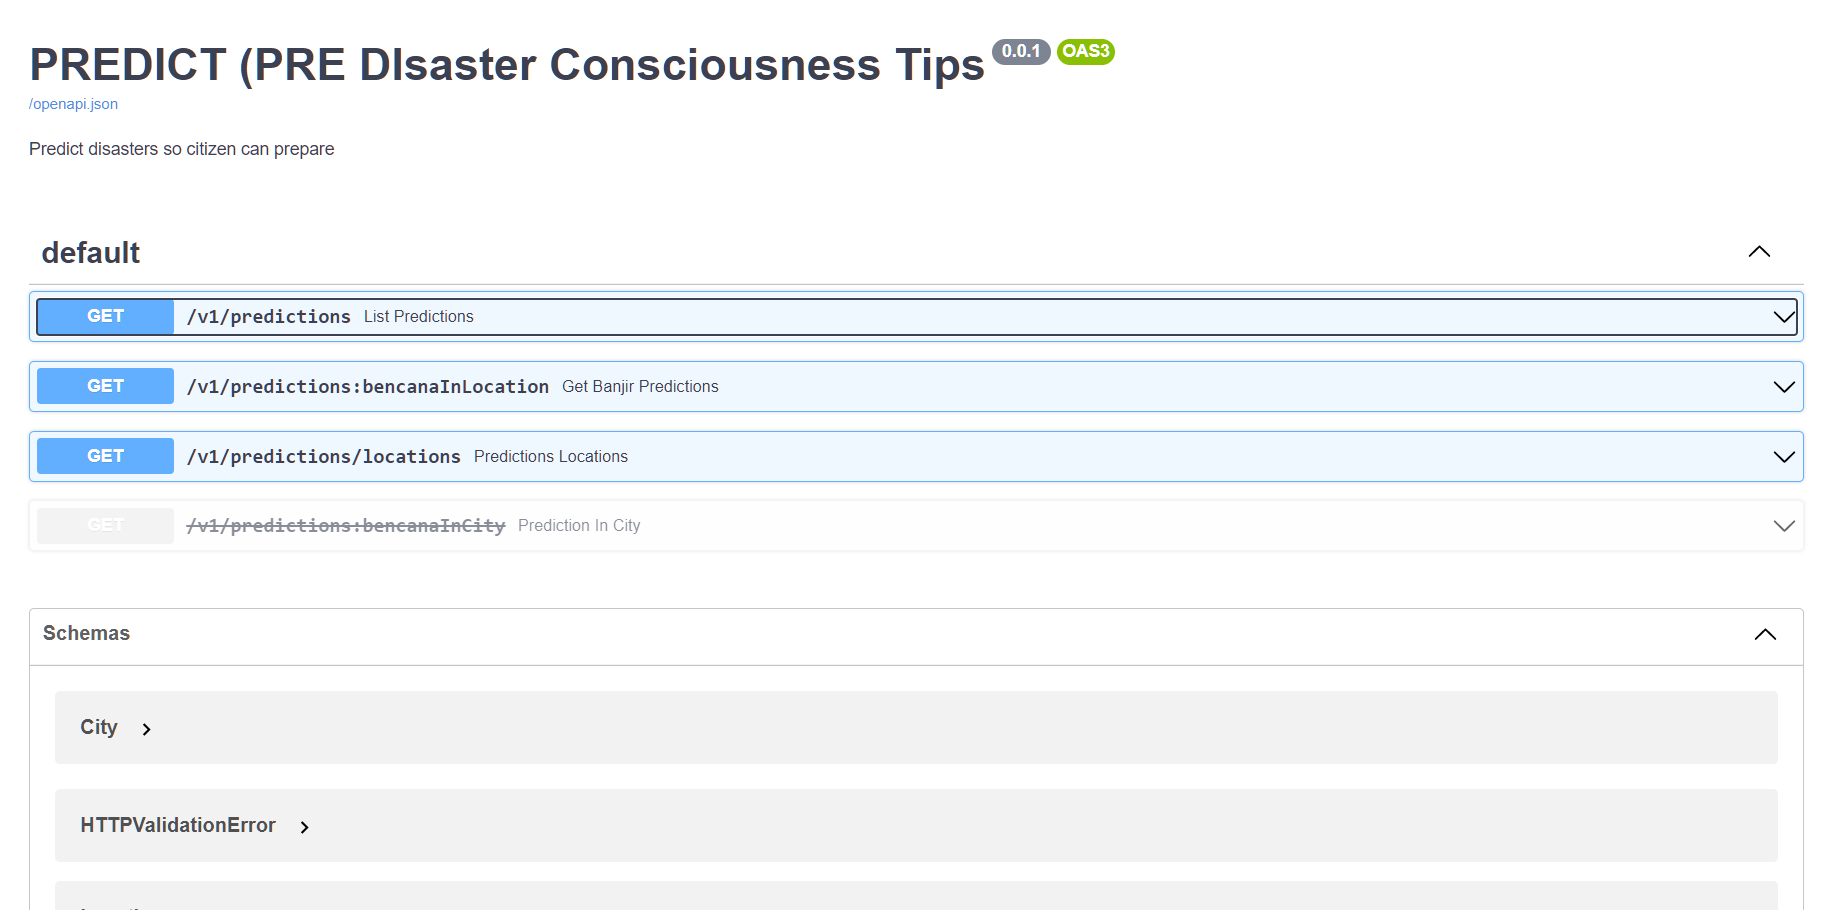 PREDICT (PRE DIsaster Consciousness Tips 0.0.1 OAS3
/openapi.json
Predict disasters so citizen can prepare
default
GET /v1/predictions List Predictions
GET /v1/predictions:bencanaInLocation Get Banjir Predictions
GET /v1/predictions/locations Predictions Locations
GET /v1/predictions:bencanaInCity Prediction In City
Schemas
City
HTTPValidationError